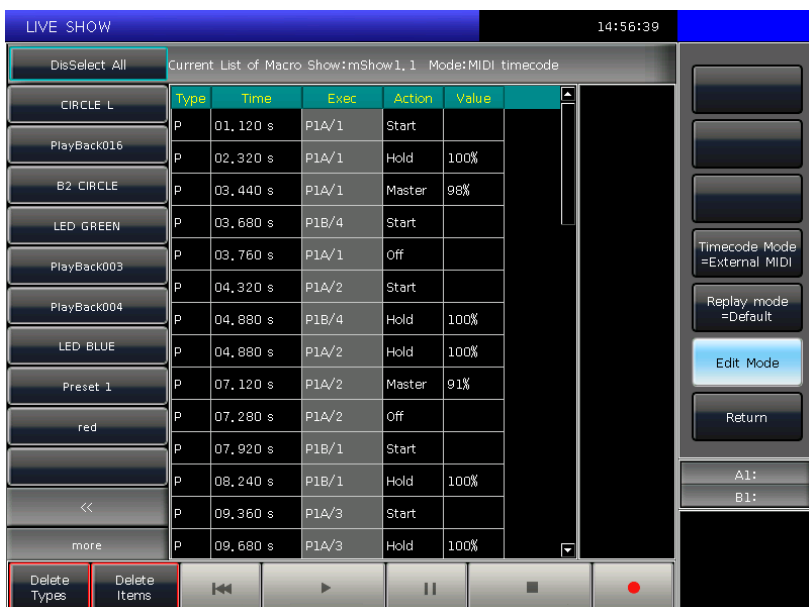 LIVE SHOW 14:56:39
DisSelect All Current List of Macro Show:mShow1.1 Mode:MIDI timecode
CIRCLE L
PlayBack016
B2 CIRCLE
LED GREEN
PlayBack003
PlayBack004
LED BLUE
Preset 1
red
<<
more
Type Time Exec Action Value
P 01.120 s P1A/1 Start
P 02.320 s P1A/1 Hold 100%
P 03.440 s P1A/1 Master 98%
P 03.680 s P1B/4 Start
P 03.760 s P1A/1 Off
P 04.320 s P1A/2 Start
P 04.880 s P1B/4 Hold 100%
P 04.880 s P1A/2 Hold 100%
P 07.120 s P1A/2 Master 91%
P 07.280 s P1A/2 Off
P 07.920 s P1B/1 Start
P 08.240 s P1B/1 Hold 100%
P 09.360 s P1A/3 Start
P 09.680 s P1A/3 Hold 100%
Timecode Mode
=External MIDI
Replay mode
=Default
Edit Mode
Return
A1:
B1:
Delete
Types
Delete
Items